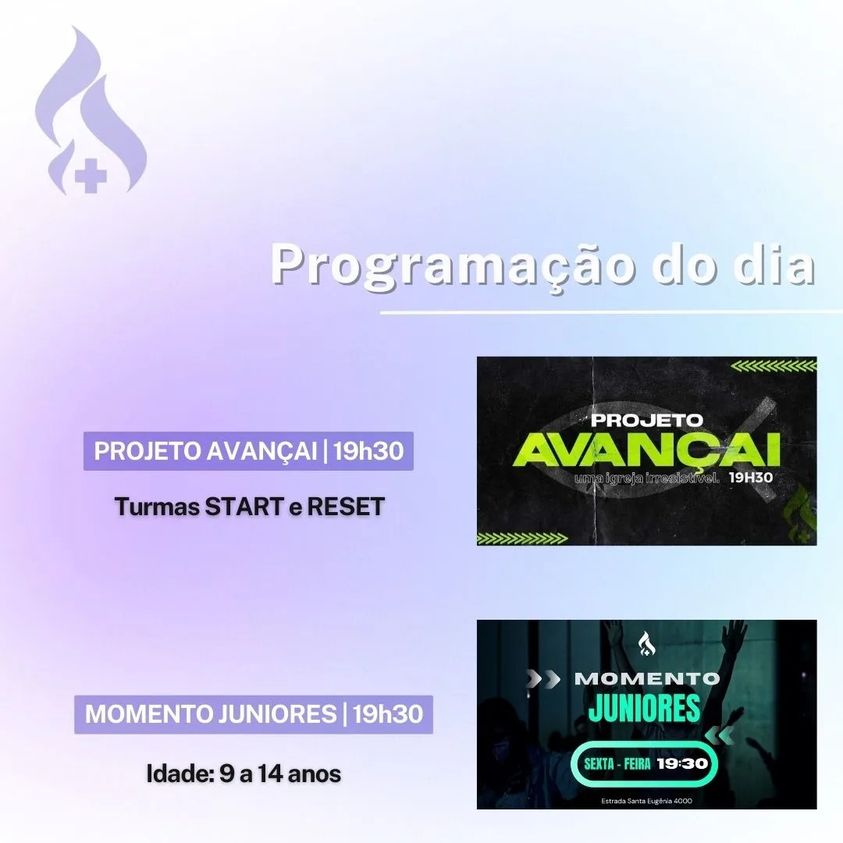 Programação do dia
PROJETO AVANÇAI | 19h30
Turmas START e RESET
PROJETO
AVANÇAI
uma igreja irresistível. 19H30
MOMENTO JUNIORES | 19h30
Idade: 9 a 14 anos
MOMENTO
JUNIORES
SEXTA - FEIRA 19:30
Estrada Santa Eugênia 4000